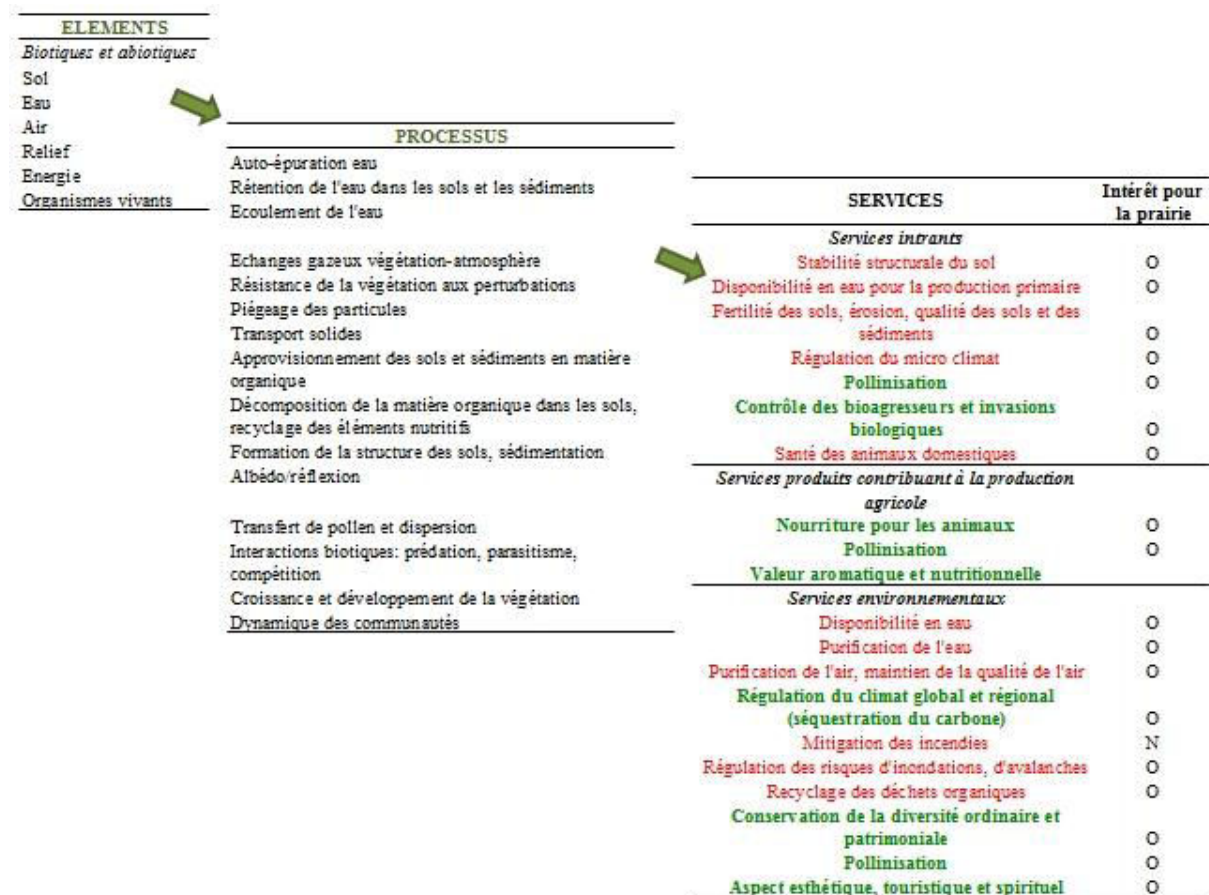 ELEMENTS
Biotiques et abiotiques
Sol
Eau
Air
Relief
Energie
Organismes vivants
PROCESSUS
Auto-épuration eau
Rétention de l'eau dans les sols et les sédiments
Ecoulement de l'eau
Echanges gazeux végétation-atmosphère
Résistance de la végétation aux perturbations
Piégeage des particules
Transport solides
Approvisionnement des sols et sédiments en matière
organique
Décomposition de la matière organique dans les sols,
recyclage des éléments nutritifs
Formation de la structure des sols, sédimentation
Albédo/réflexion
Transfert de pollen et dispersion
Interactions biotiques: prédation, parasitisme,
compétition
Croissance et développement de la végétation
Dynamique des communautés
SERVICES Intérêt pour
la prairie
Services intrants
Stabilité structurale du sol O
Disponibilité en eau pour la production primaire O
Fertilité des sols, érosion, qualité des sols et des
sédiments O
Régulation du micro climat O
Pollinisation O
Contrôle des bioagresseurs et invasions
biologiques O
Santé des animaux domestiques O
Services produits contribuant à la production
agricole
Nourriture pour les animaux O
Pollinisation O
Valeur aromatique et nutritionnelle
Services environnementaux
Disponibilité en eau O
Purification de l'eau O
Purification de l'air, maintien de la qualité de l'air O
Régulation du climat global et régional
(séquestration du carbone) O
Mitigation des incendies N
Régulation des risques d'inondations, d'avalanches O
Recyclage des déchets organiques O
Conservation de la diversité ordinaire et
patrimoniale O
Pollinisation O
Aspect esthétique, touristique et spirituel O